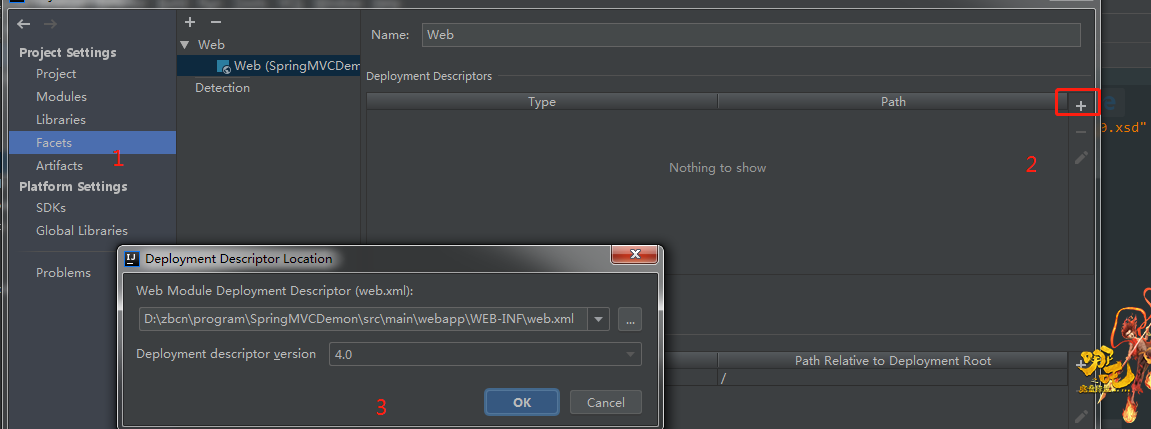 Project Settings
Project
Modules
Libraries
Facets
Artifacts
Platform Settings
SDKs
Global Libraries
Problems
1
Web
Web (SpringMVCDem
Detection
Name: Web
Deployment Descriptors
Type Path
Nothing to show
2
.xsd"
Deployment Descriptor Location
Web Module Deployment Descriptor (web.xml):
D:\zbcn\program\SpringMVCDemon\src\main\webapp\WEB-INF\web.xml
...
Deployment descriptor version 4.0
3
OK Cancel
Path Relative to Deployment Root
/